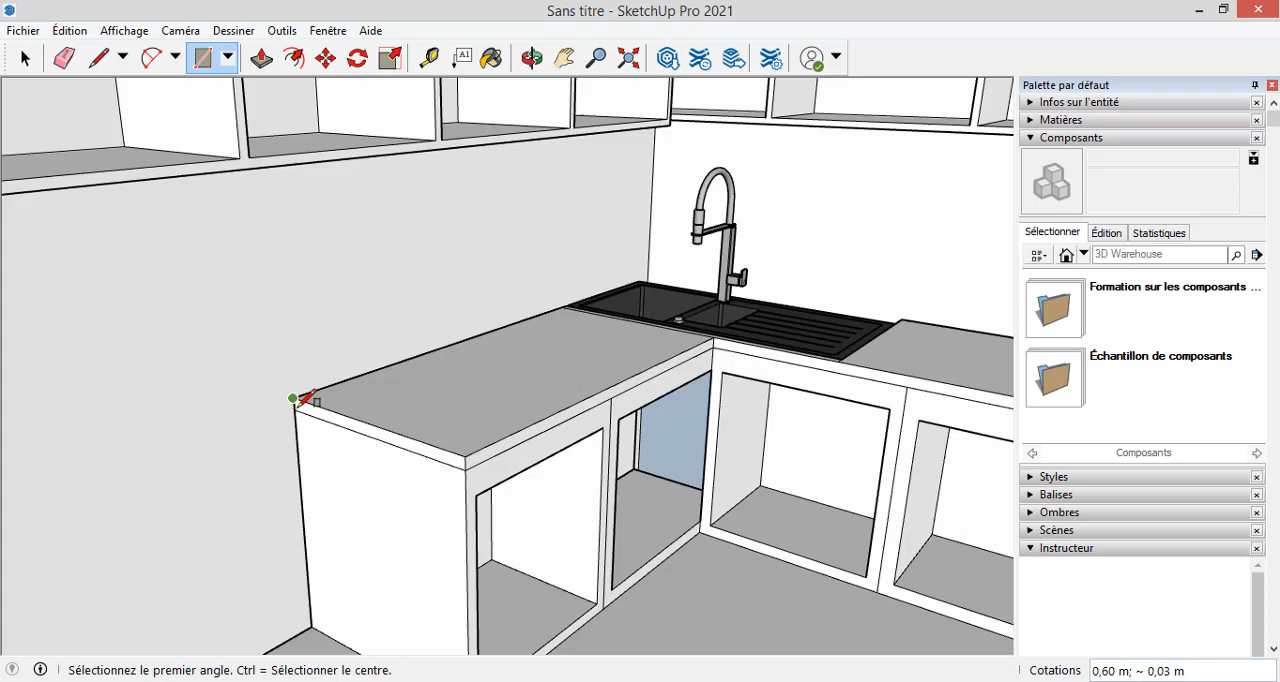 Sans titre - SketchUp Pro 2021
Fichier Édition Affichage Caméra Dessiner Outils Fenêtre Aide
A1
Palette par défaut
Infos sur l'entité
Matières
Composants
Sélectionner Édition Statistiques
3D Warehouse
Formation sur les composants ...
Échantillon de composants
Composants
Styles
Balises
Ombres
Scènes
Instructeur
Sélectionnez le premier angle. Ctrl = Sélectionner le centre.
Cotations 0,60 m; ~ 0,03 m